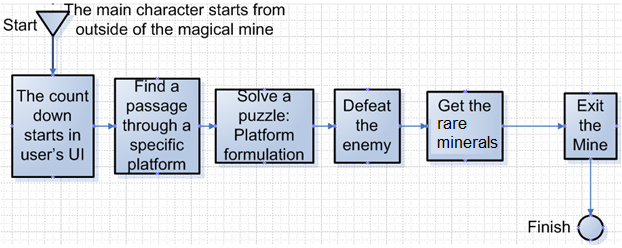 The main character starts from
outside of the magical mine
Start
The count
down
starts in
user's UI
Find a
passage
through a
specific
platform
Solve a
puzzle:
Platform
formulation
Defeat
the
enemy
Get the
rare
minerals
Exit
the
Mine
Finish